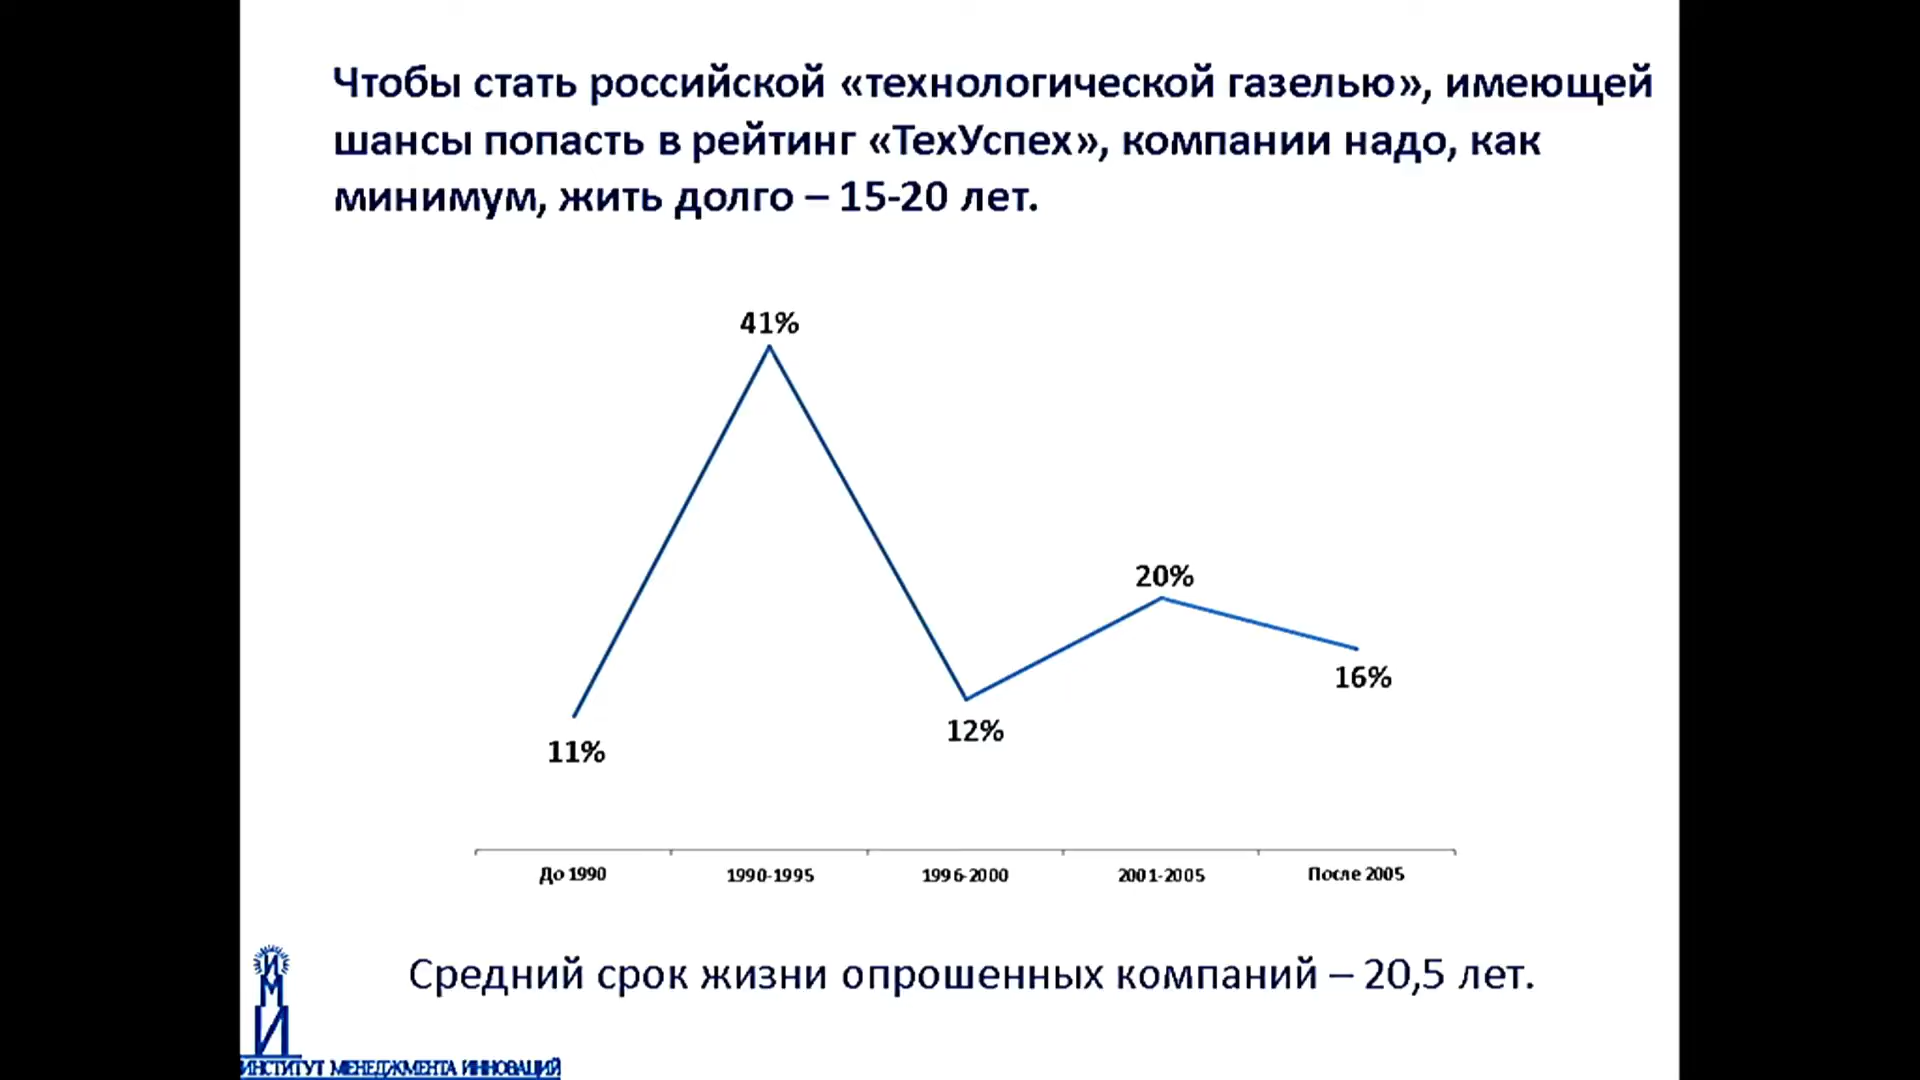 Чтобы стать российской «технологической газелью», имеющей
шансы попасть в рейтинг «ТехУспех», компании надо, как
минимум, жить долго – 15-20 лет.
41%
20%
16%
12%
11%
До 1990
1990-1995
1996-2000
2001-2005
После 2005
Средний срок жизни опрошенных компаний – 20,5 лет.
И
М
И
ИНСТИТУТ МЕНЕДЖМЕНТА ИННОВАЦИЙ